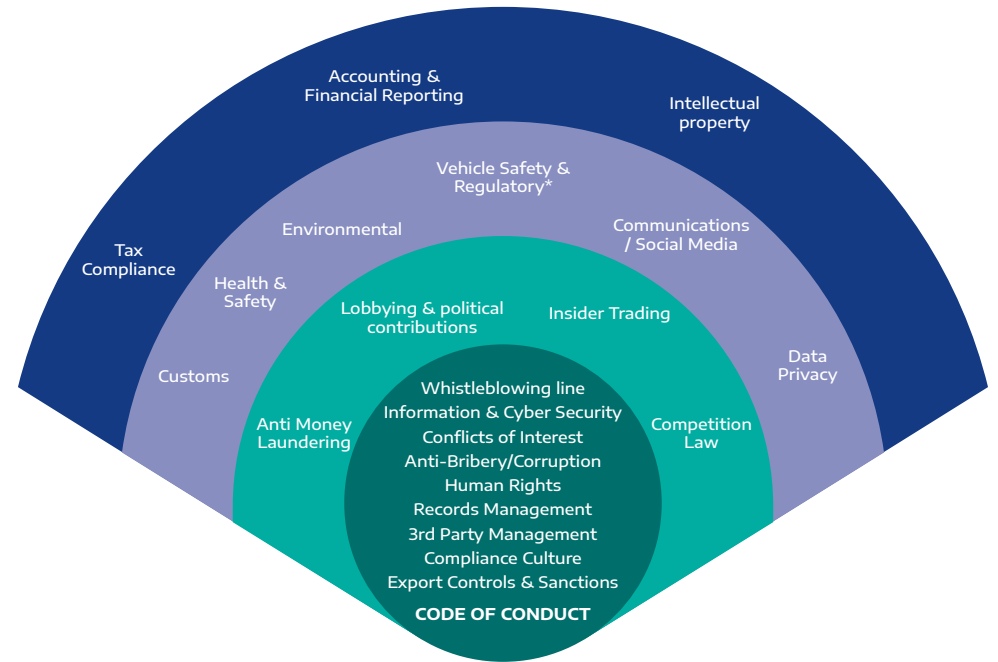 Accounting &
Financial Reporting
Intellectual
property
Tax
Compliance
Vehicle Safety &
Regulatory*
Environmental
Communications
/ Social Media
Health &
Safety
Customs
Data
Privacy
Lobbying & political
contributions
Insider Trading
Anti Money
Laundering
Competition
Law
Whistleblowing line
Information & Cyber Security
Conflicts of Interest
Anti-Bribery/Corruption
Human Rights
Records Management
3rd Party Management
Compliance Culture
Export Controls & Sanctions
CODE OF CONDUCT